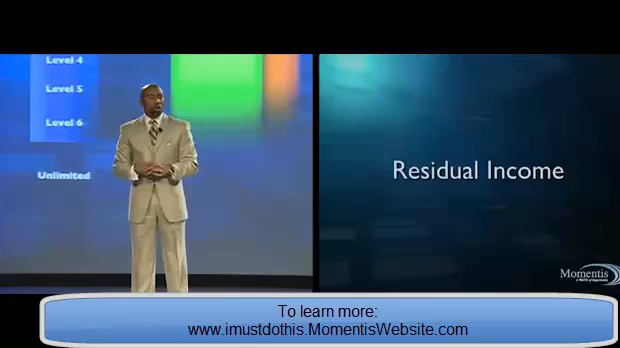 Level 4
Level 5
Level 6
Unlimited
Residual Income
Momentis
To learn more:
www.imustdothis.MomentisWebsite.com